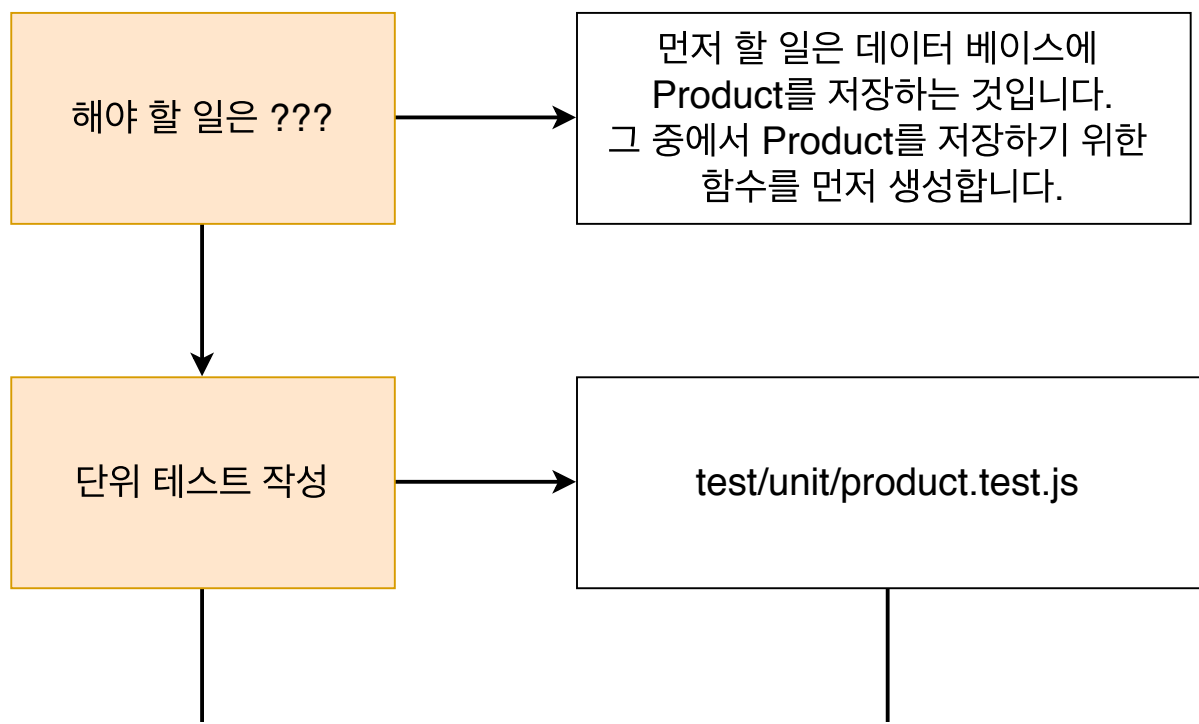 해야 할 일은 ???
먼저 할 일은 데이터 베이스에
Product를 저장하는 것입니다.
그 중에서 Product를 저장하기 위한
함수를 먼저 생성합니다.
단위 테스트 작성
test/unit/product.test.js